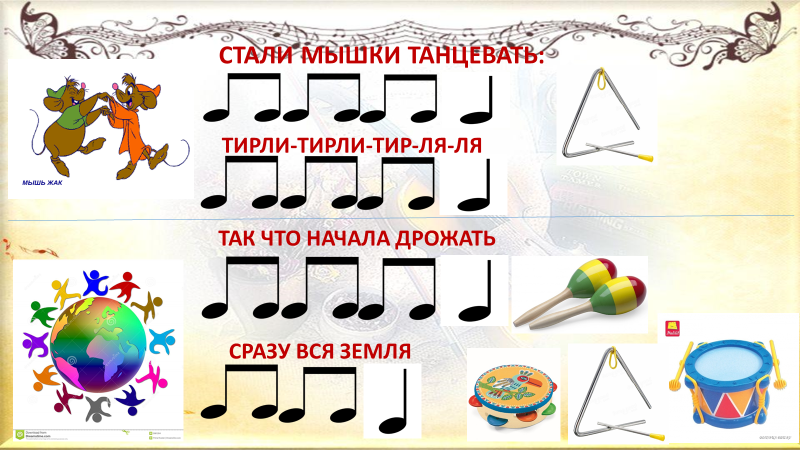 СТАЛИ МЫШКИ ТАНЦЕВАТЬ:
МЫШЬ ЖАК
ТИРЛИ-ТИРЛИ-ТИР-ЛЯ-ЛЯ
ТАК ЧТО НАЧАЛА ДРОЖАТЬ
СРАЗУ ВСЯ ЗЕМЛЯ